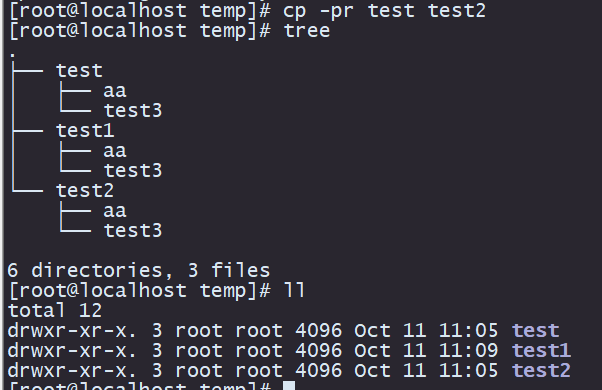 [root@localhost temp]# cp -pr test test2
[root@localhost temp]# tree
.
├── test
│   ├── aa
│   └── test3
├── test1
│   ├── aa
│   └── test3
└── test2
    ├── aa
    └── test3

6 directories, 3 files
[root@localhost temp]# ll
total 12
drwxr-xr-x. 3 root root 4096 Oct 11 11:05 test
drwxr-xr-x. 3 root root 4096 Oct 11 11:09 test1
drwxr-xr-x. 3 root root 4096 Oct 11 11:05 test2
[root@localhost temp]#